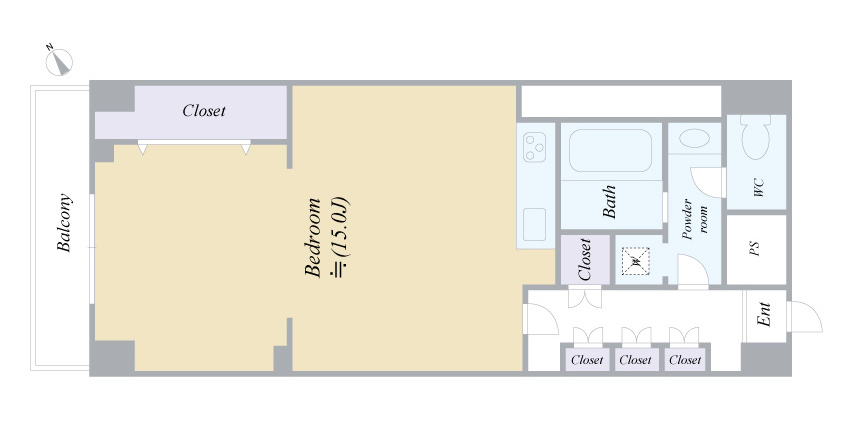 N
Closet
Balcony
Bedroom
≒(15.0J)
Bath
Powder
room
WC
Closet
W
PS
Ent
Closet
Closet
Closet